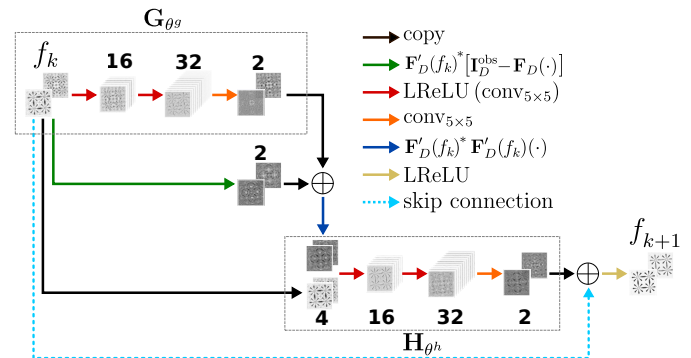 G_{θ^g}
f_k
16 32 2
2
copy
F′_D(f_k)^*[I_D^{obs}−F_D(·)]
LReLU (conv_{5×5})
conv_{5×5}
F′_D(f_k)^* F′_D(f_k)(·)
LReLU
skip connection
f_{k+1}
4 16 32 2
H_{θ^h}